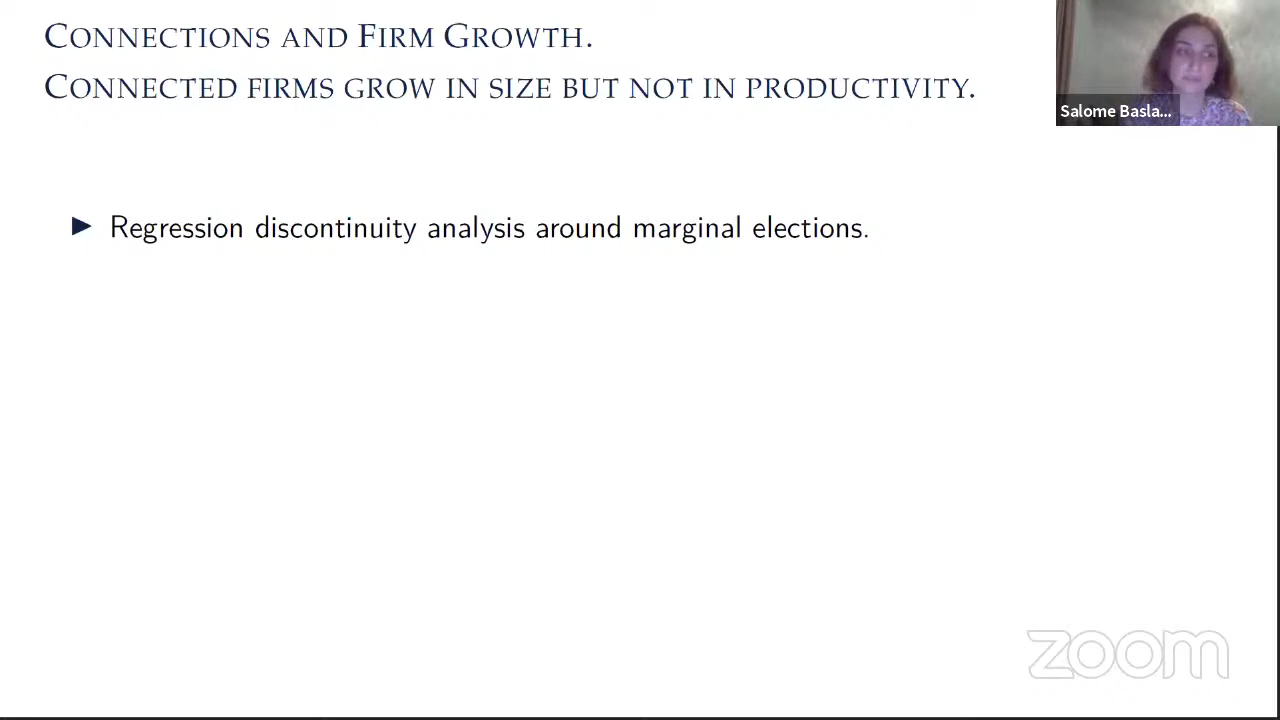 CONNECTIONS AND FIRM GROWTH.
CONNECTED FIRMS GROW IN SIZE BUT NOT IN PRODUCTIVITY.
Salome Basla...
► Regression discontinuity analysis around marginal elections.
zoom